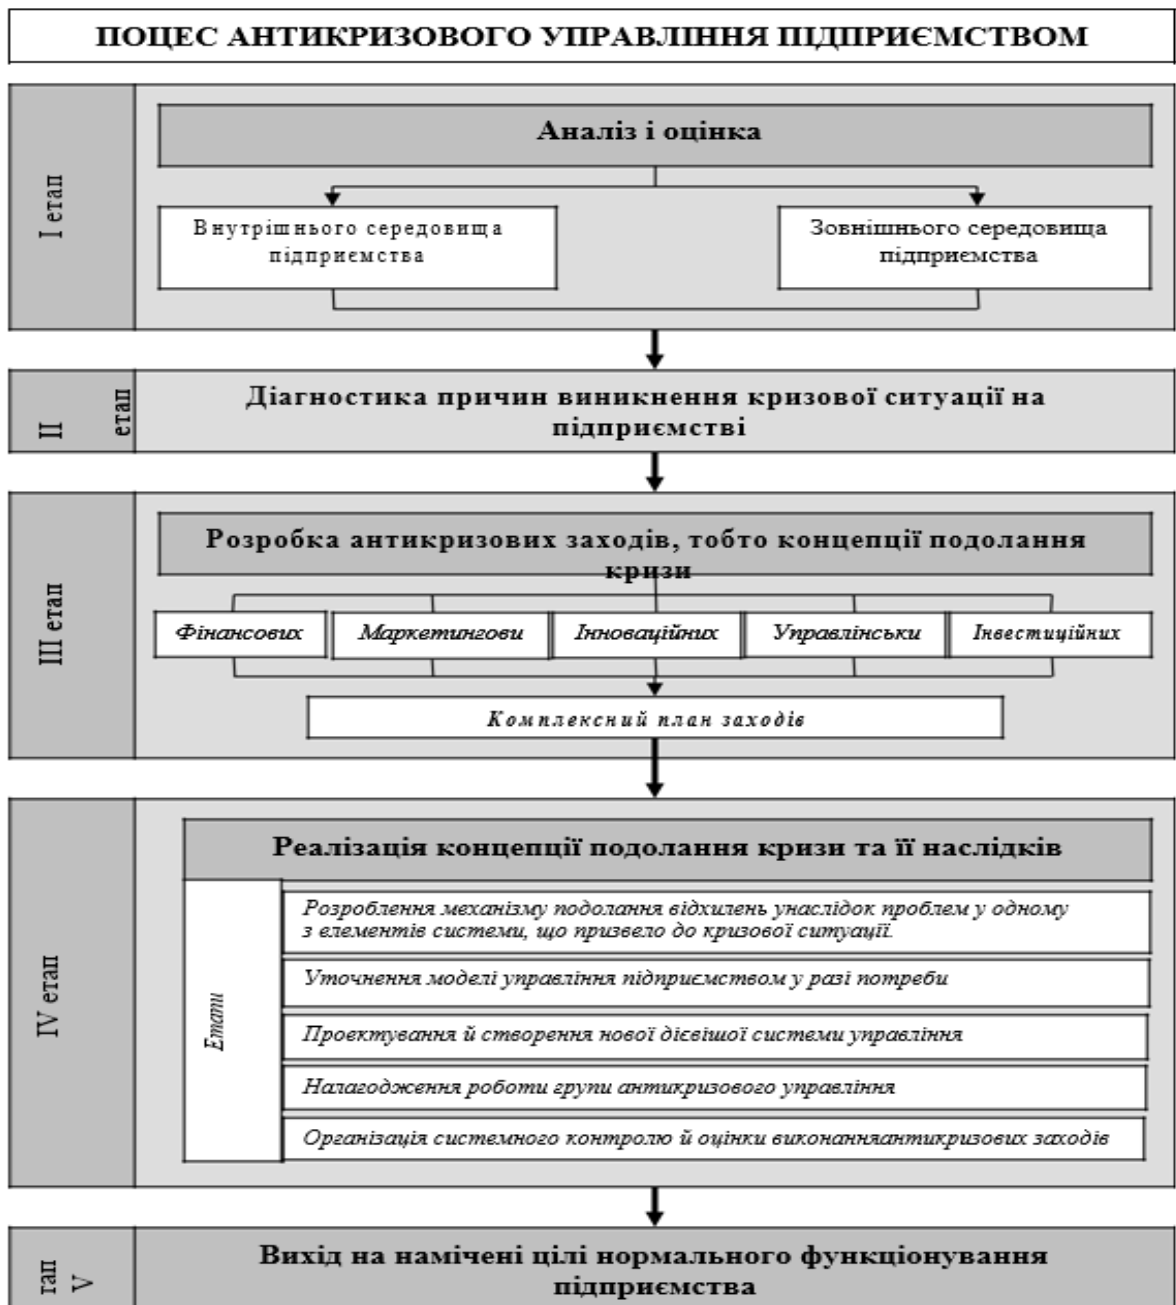 ПОЦЕС АНТИКРИЗОВОГО УПРАВЛІННЯ ПІДПРИЄМСТВОМ
І етап
Аналіз і оцінка
Внутрішнього середовища
підприємства
Зовнішнього середовища
підприємства
ІІ
етап
Діагностика причин виникнення кризової ситуації на
підприємстві
ІІІ етап
Розробка антикризових заходів, тобто концепції подолання
кризи
Фінансових
Маркетингови
Інноваційних
Управлінськи
Інвестиційних
Комплексний план заходів
IV етап
Реалізація концепції подолання кризи та її наслідків
Етапи
Розроблення механізму подолання відхилень унаслідок проблем у одному
з елементів системи, що призвело до кризової ситуації.
Уточнення моделі управління підприємством у разі потреби
Проектування й створення нової дієвішої системи управління
Налагодження роботи групи антикризового управління
Організація системного контролю й оцінки виконанняантикризових заходів
тап
V
Вихід на намічені цілі нормального функціонування
підприємства